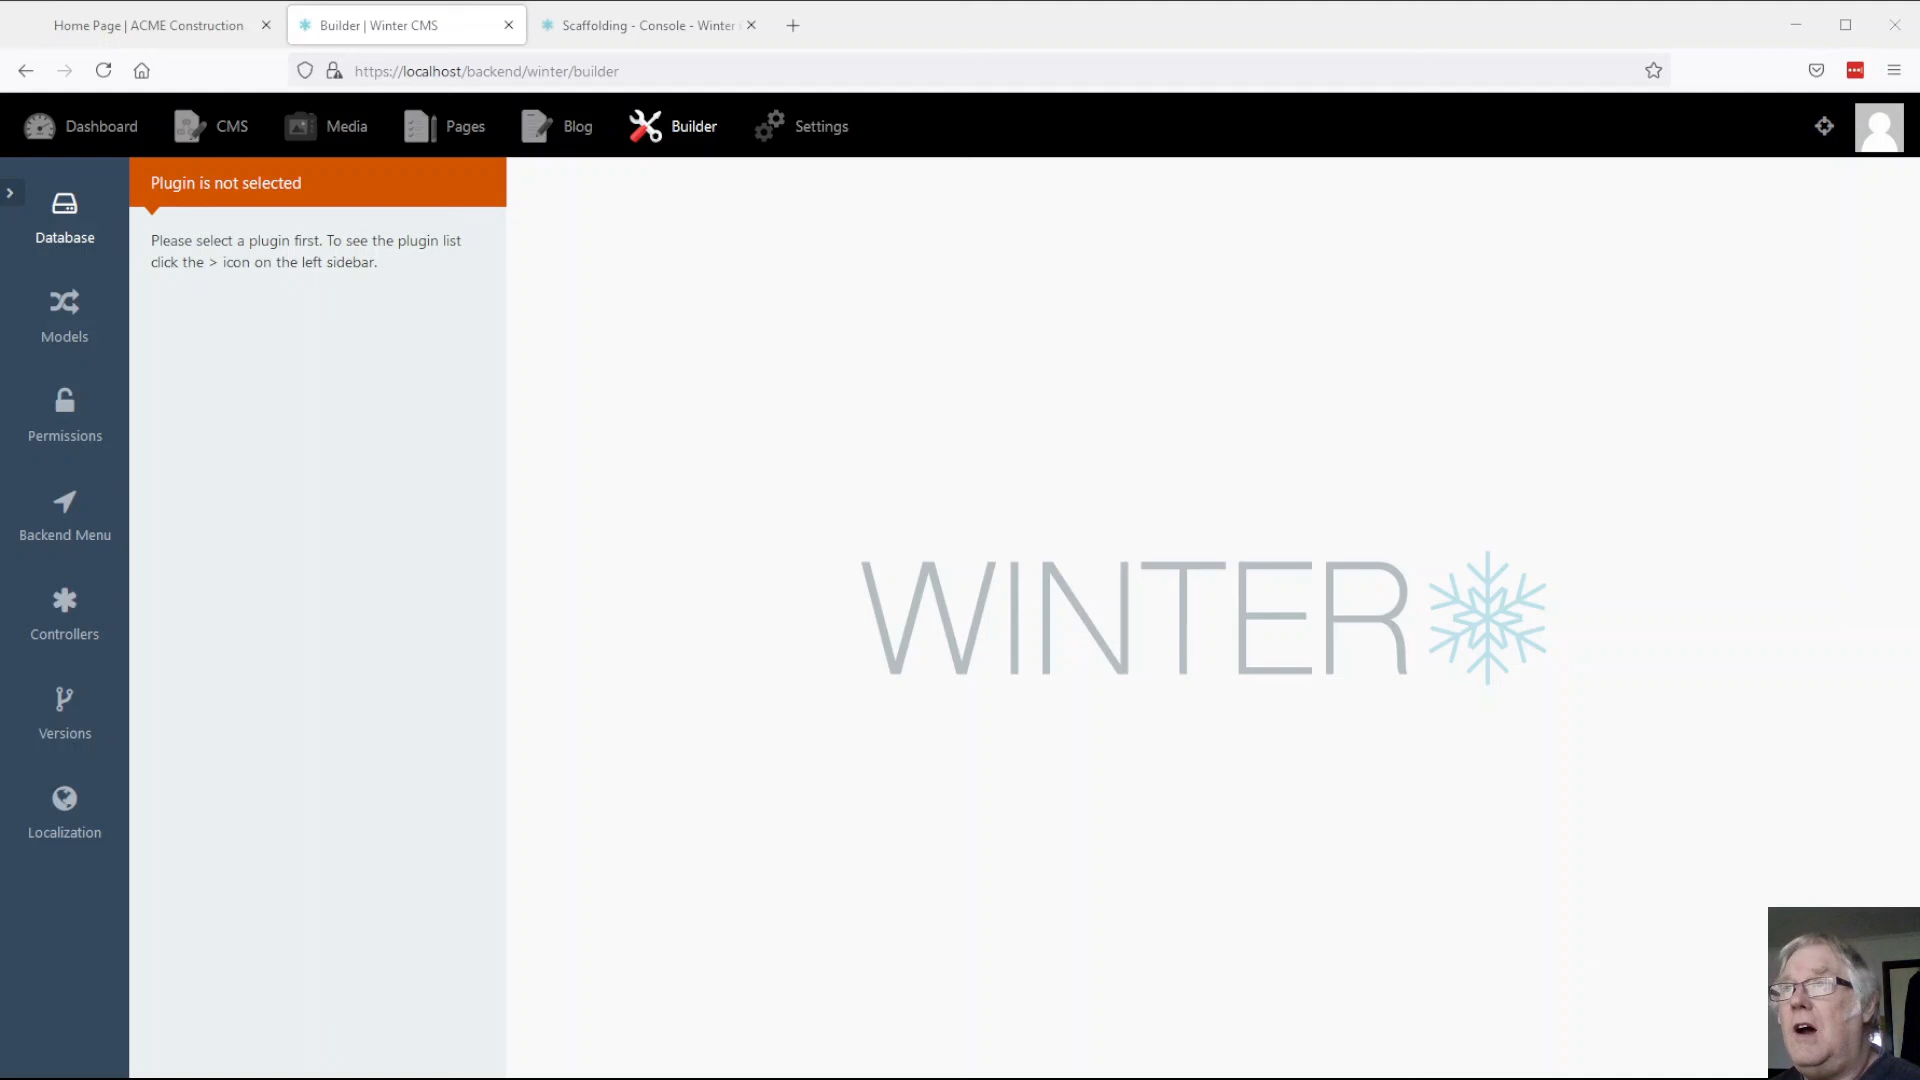 Home Page | ACME Construction
Builder | Winter CMS
Scaffolding - Console - Winter
https://localhost/backend/winter/builder
Dashboard
CMS
Media
Pages
Blog
Builder
Settings
Database
Models
Permissions
Backend Menu
Controllers
Versions
Localization
Plugin is not selected
Please select a plugin first. To see the plugin list
click the > icon on the left sidebar.
WINTER